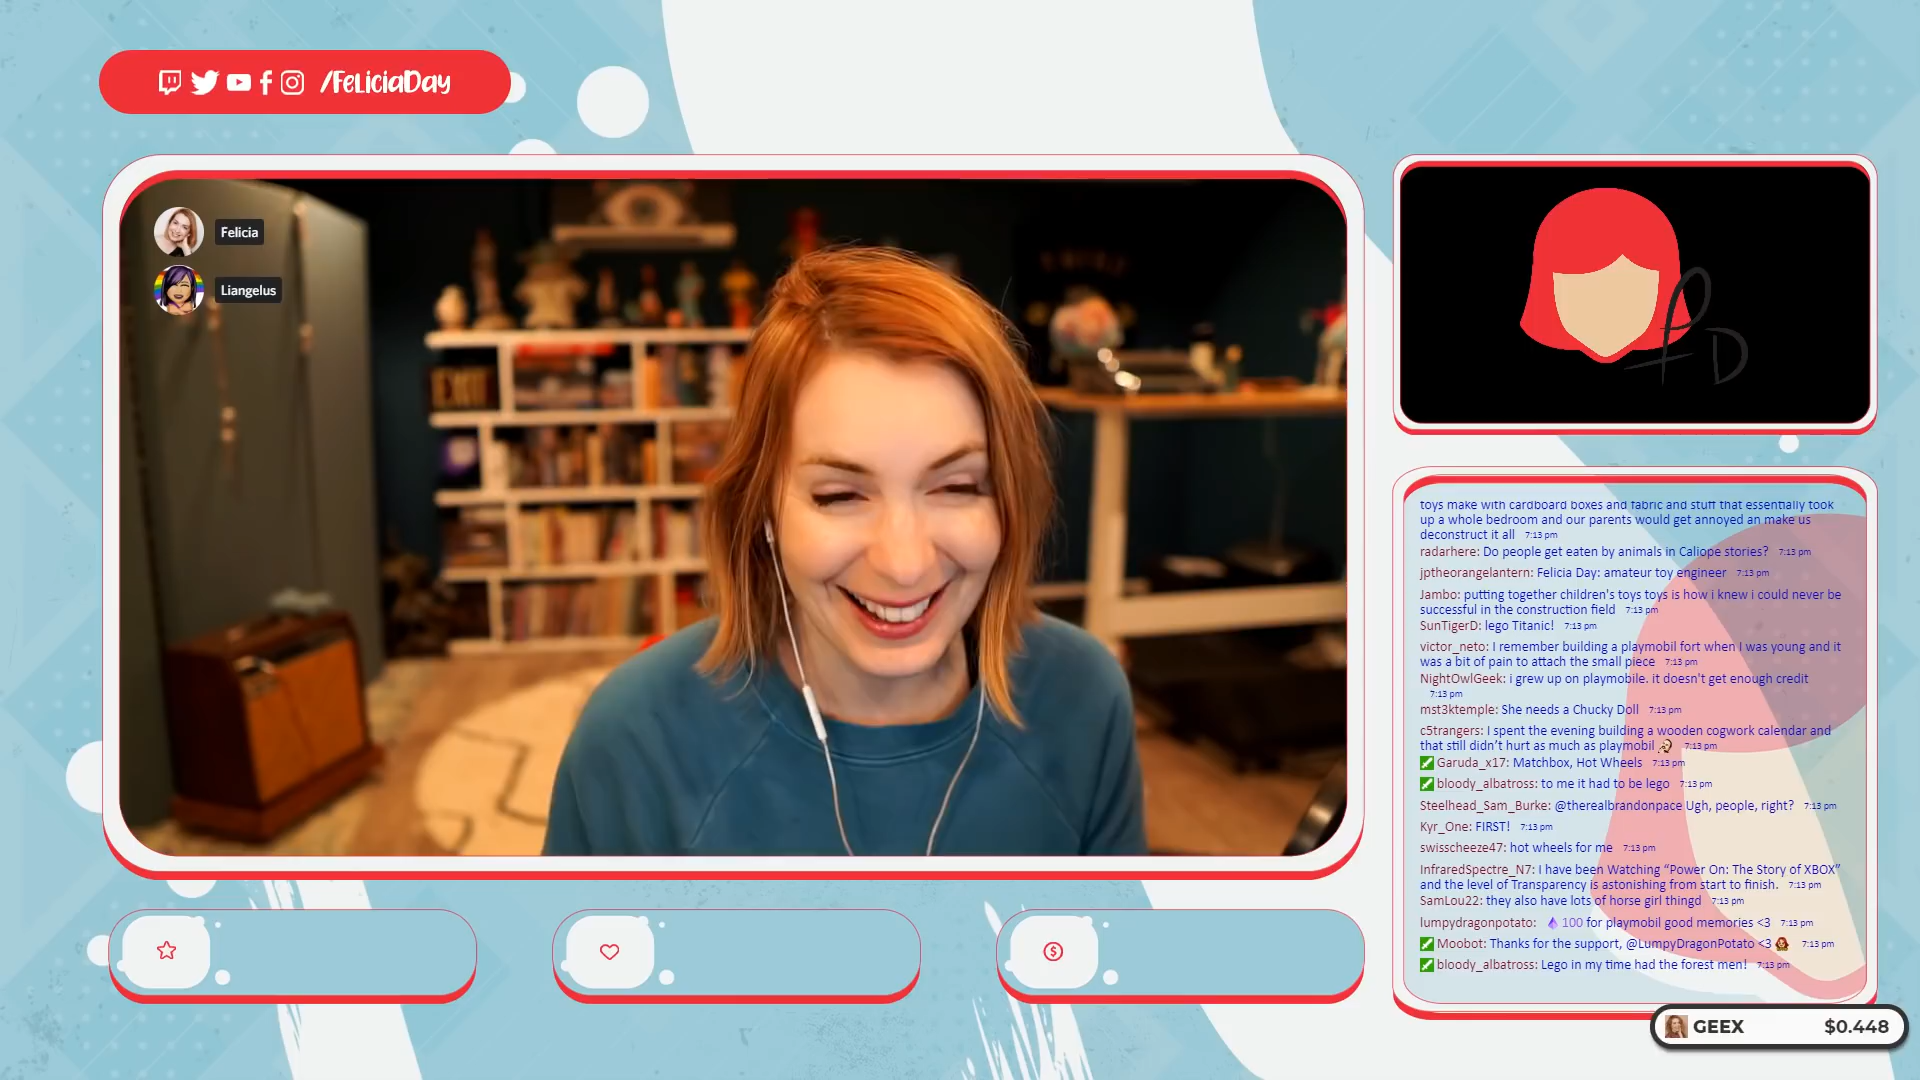 /FeliciaDay
Felicia
Liangelus
EXIT
FD
toys make with cardboard boxes and fabric and stuff that essentially took
up a whole bedroom and our parents would get annoyed an make us
deconstruct it all 7:13 pm
radarhere: Do people get eaten by animals in Caliope stories? 7:13 pm
jptheorangelantern: Felicia Day: amateur toy engineer 7:13 pm
Jambo: putting together children's toys toys is how i knew i could never be
successful in the construction field 7:13 pm
SunTigerD: lego Titanic! 7:13 pm
victor_neto: I remember building a playmobil fort when I was young and it
was a bit of pain to attach the small piece 7:13 pm
NightOwlGeek: i grew up on playmobile. it doesn't get enough credit
7:13 pm
mst3ktemple: She needs a Chucky Doll 7:13 pm
c5trangers: I spent the evening building a wooden cogwork calendar and
that still didn't hurt as much as playmobil 7:13 pm
Garuda_x17: Matchbox, Hot Wheels 7:13 pm
bloody_albatross: to me it had to be lego 7:13 pm
Steelhead_Sam_Burke: @therealbrandonpace Ugh, people, right? 7:13 pm
Kyr_One: FIRST! 7:13 pm
swisscheeze47: hot wheels for me 7:13 pm
InfraredSpectre_N7: I have been Watching “Power On: The Story of XBOX”
and the level of Transparency is astonishing from start to finish. 7:13 pm
SamLou22: they also have lots of horse girl thingd 7:13 pm
lumpydragonpotato: 100 for playmobil good memories <3 7:13 pm
Moobot: Thanks for the support, @LumpyDragonPotato <3 7:13 pm
bloody_albatross: Lego in my time had the forest men! 7:13 pm
GEEX $0.448